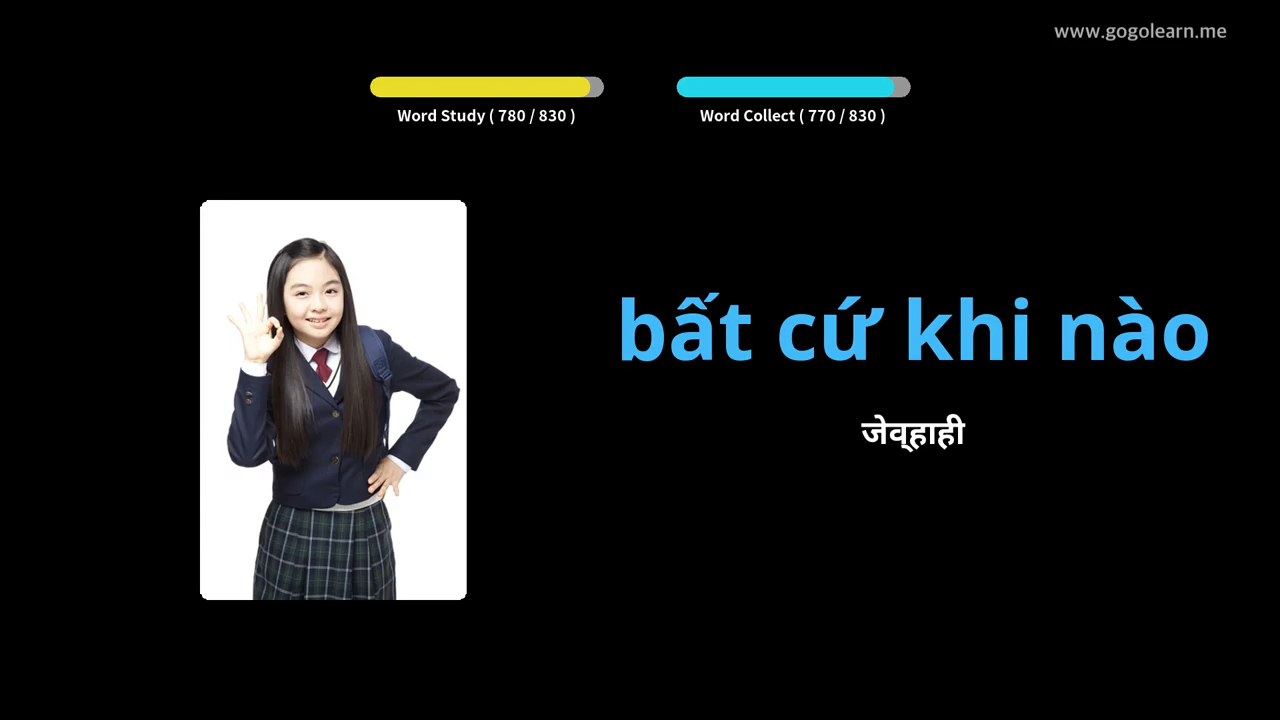 www.gogolearn.me
Word Study ( 780 / 830 )
Word Collect ( 770 / 830 )
bất cứ khi nào
जेव्हाही